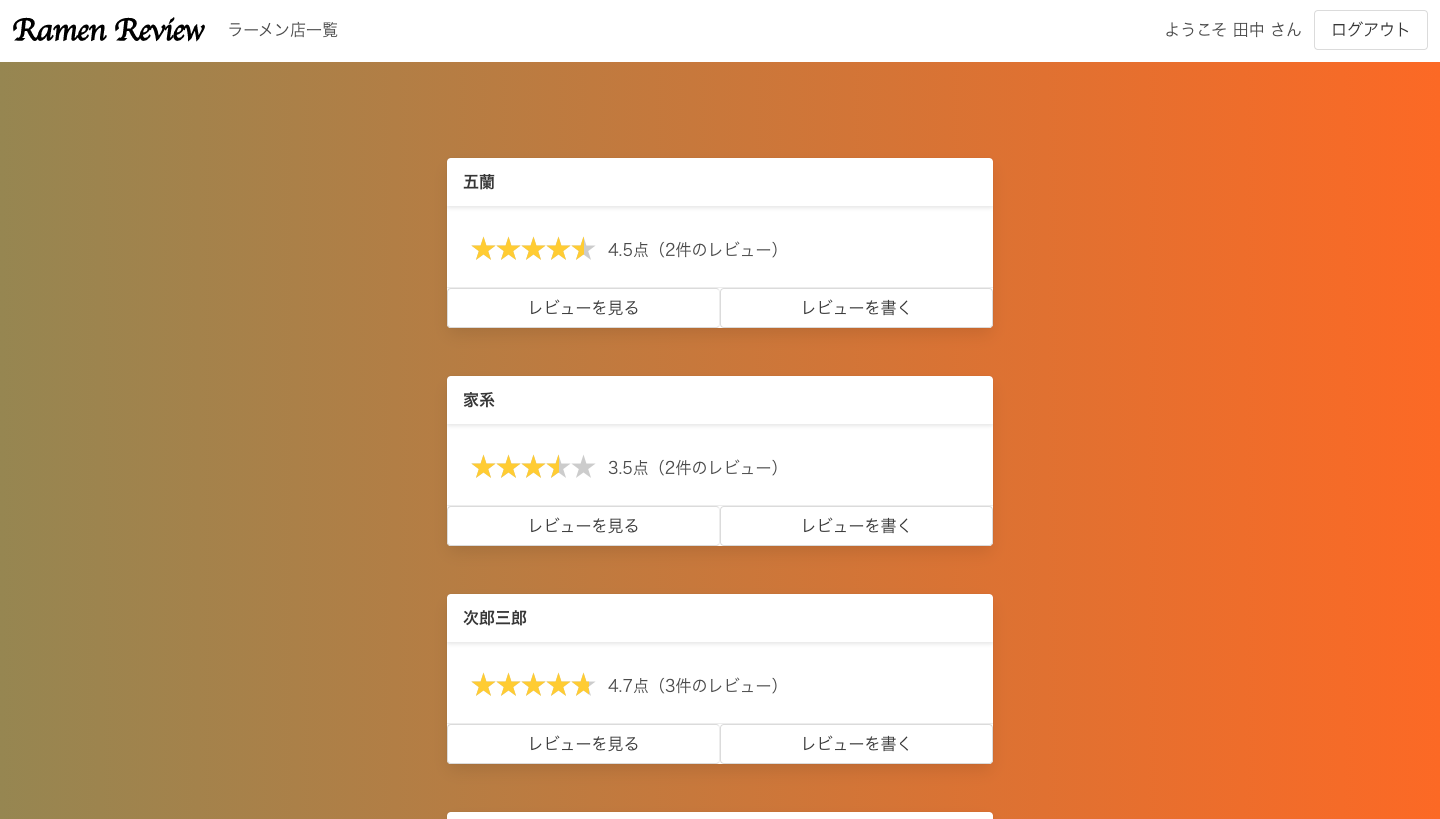 Ramen Review ラーメン店一覧 ようこそ 田中 さん ログアウト
五蘭
4.5点（2件のレビュー）
レビューを見る レビューを書く
家系
3.5点（2件のレビュー）
レビューを見る レビューを書く
次郎三郎
4.7点（3件のレビュー）
レビューを見る レビューを書く